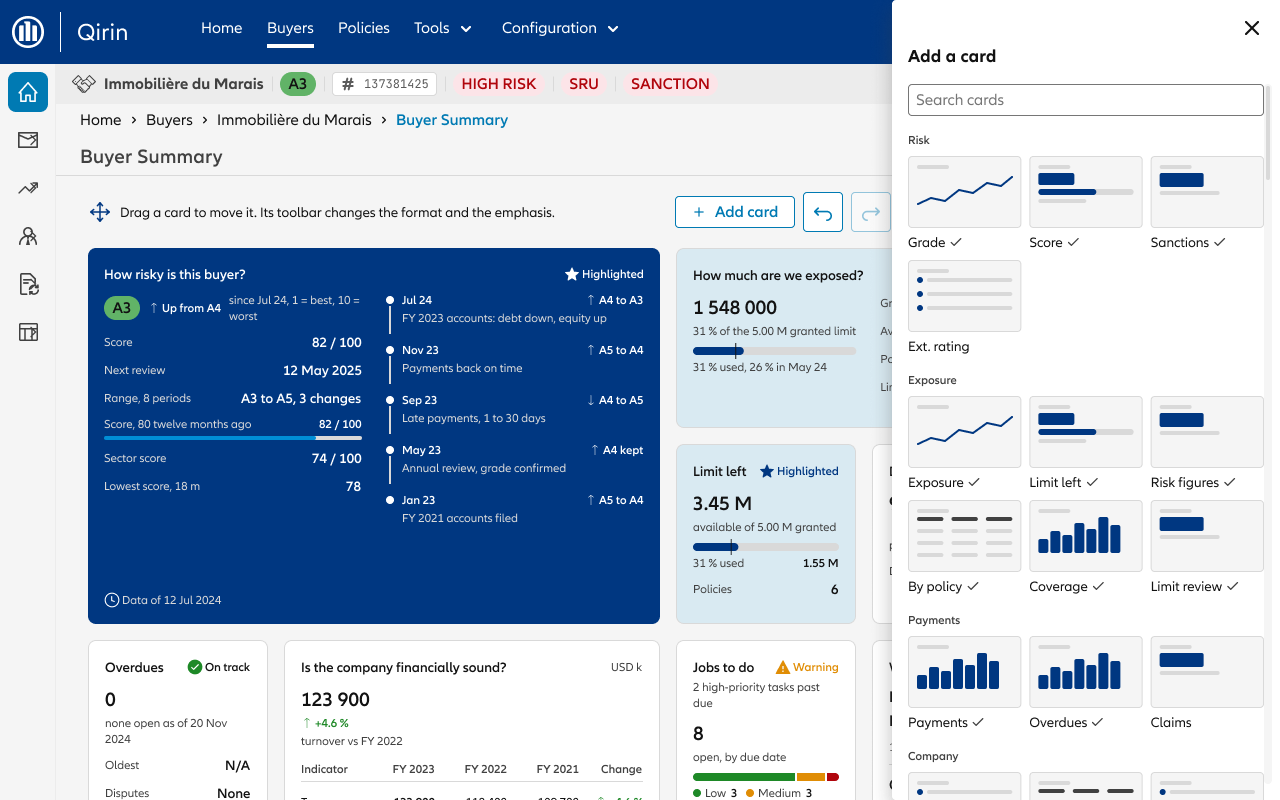 Qirin
Home
Buyers
Policies
Tools
Configuration
Immobilière du Marais
A3
# 137381425
HIGH RISK
SRU
SANCTION
Home > Buyers > Immobilière du Marais > Buyer Summary
Buyer Summary
Drag a card to move it. Its toolbar changes the format and the emphasis.
+ Add card
How risky is this buyer?
Highlighted
A3 ↑ Up from A4 since Jul 24, 1 = best, 10 =
worst
Score 82 / 100
Next review 12 May 2025
Range, 8 periods A3 to A5, 3 changes
Score, 80 twelve months ago 82 / 100
Sector score 74 / 100
Lowest score, 18 m 78
Jul 24 ↑ A4 to A3
FY 2023 accounts: debt down, equity up
Nov 23 ↑ A5 to A4
Payments back on time
Sep 23 ↓ A4 to A5
Late payments, 1 to 30 days
May 23 ↑ A4 kept
Annual review, grade confirmed
Jan 23 ↑ A5 to A4
FY 2021 accounts filed
Data of 12 Jul 2024
How much are we exposed?
1 548 000
31 % of the 5.00 M granted limit
31 % used, 26 % in May 24
Limit left
Highlighted
3.45 M
available of 5.00 M granted
31 % used 1.55 M
Policies 6
Overdues
On track
0
none open as of 20 Nov
2024
Oldest N/A
Disputes None
Is the company financially sound?
USD k
123 900
↑ +4.6 %
turnover vs FY 2022
Indicator FY 2023 FY 2022 FY 2021 Change
Jobs to do
Warning
2 high-priority tasks past
due
8
open, by due date
Low 3 Medium 3
Add a card
Search cards
Risk
Grade
Score
Sanctions
Ext. rating
Exposure
Exposure
Limit left
Risk figures
By policy
Coverage
Limit review
Payments
Payments
Overdues
Claims
Company